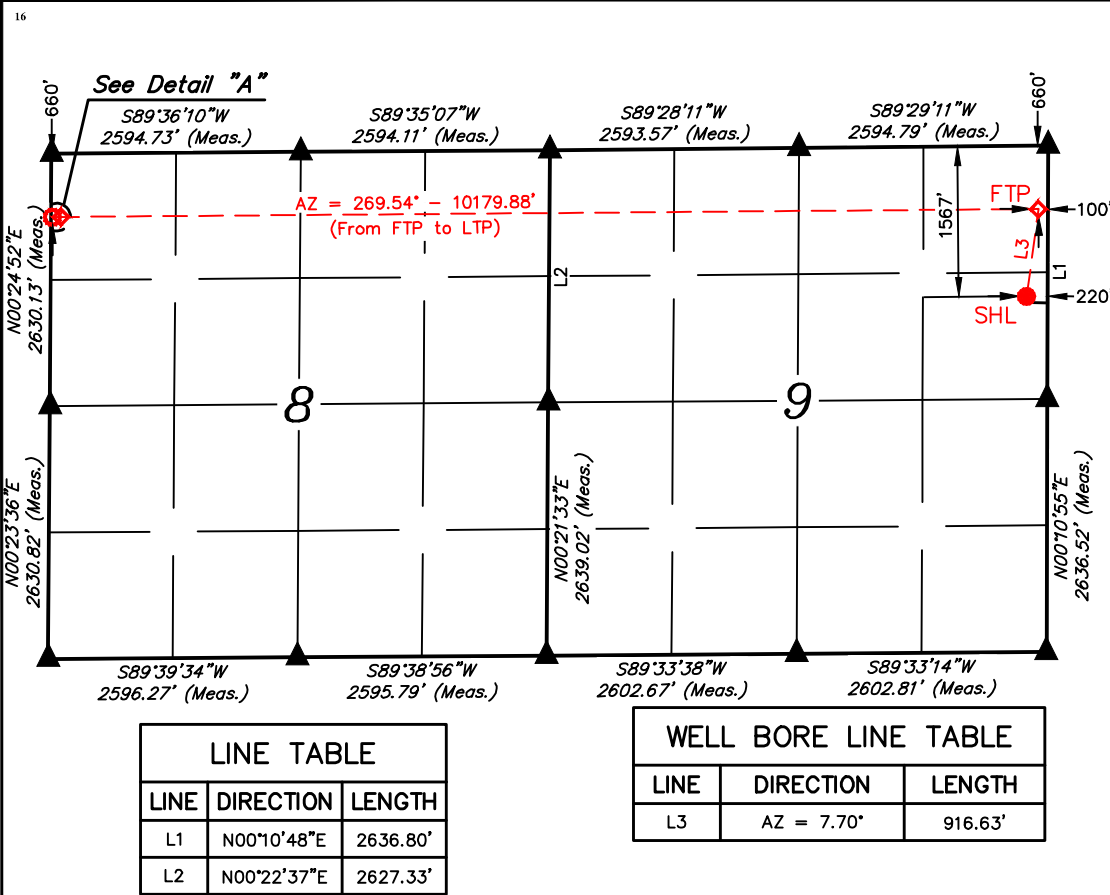 16
See Detail "A"
660'
S89°36'10"W
2594.73' (Meas.)
S89°35'07"W
2594.11' (Meas.)
S89°28'11"W
2593.57' (Meas.)
S89°29'11"W
2594.79' (Meas.)
660'
AZ = 269.54° - 10179.88'
(From FTP to LTP)
FTP
100'
1567'
L3
L1
L2
SHL
220'
N00°24'52"E
2630.13' (Meas.)
8
9
N00°23'36"E
2630.82' (Meas.)
N00°21'33"E
2639.02' (Meas.)
N00°10'55"E
2636.52' (Meas.)
S89°39'34"W
2596.27' (Meas.)
S89°38'56"W
2595.79' (Meas.)
S89°33'38"W
2602.67' (Meas.)
S89°33'14"W
2602.81' (Meas.)
LINE TABLE
LINE DIRECTION LENGTH
L1 N00°10'48"E 2636.80'
L2 N00°22'37"E 2627.33'
WELL BORE LINE TABLE
LINE DIRECTION LENGTH
L3 AZ = 7.70° 916.63'